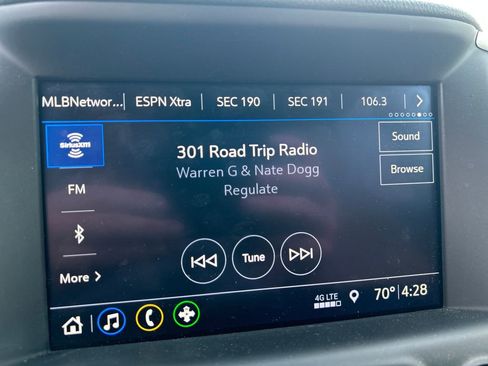 MLBNetwor... ESPN Xtra SEC 190 SEC 191 106.3
SiriusXM
301 Road Trip Radio
Sound
Warren G & Nate Dogg
Browse
FM
Regulate
Tune
More
4G LTE
70° 4:28